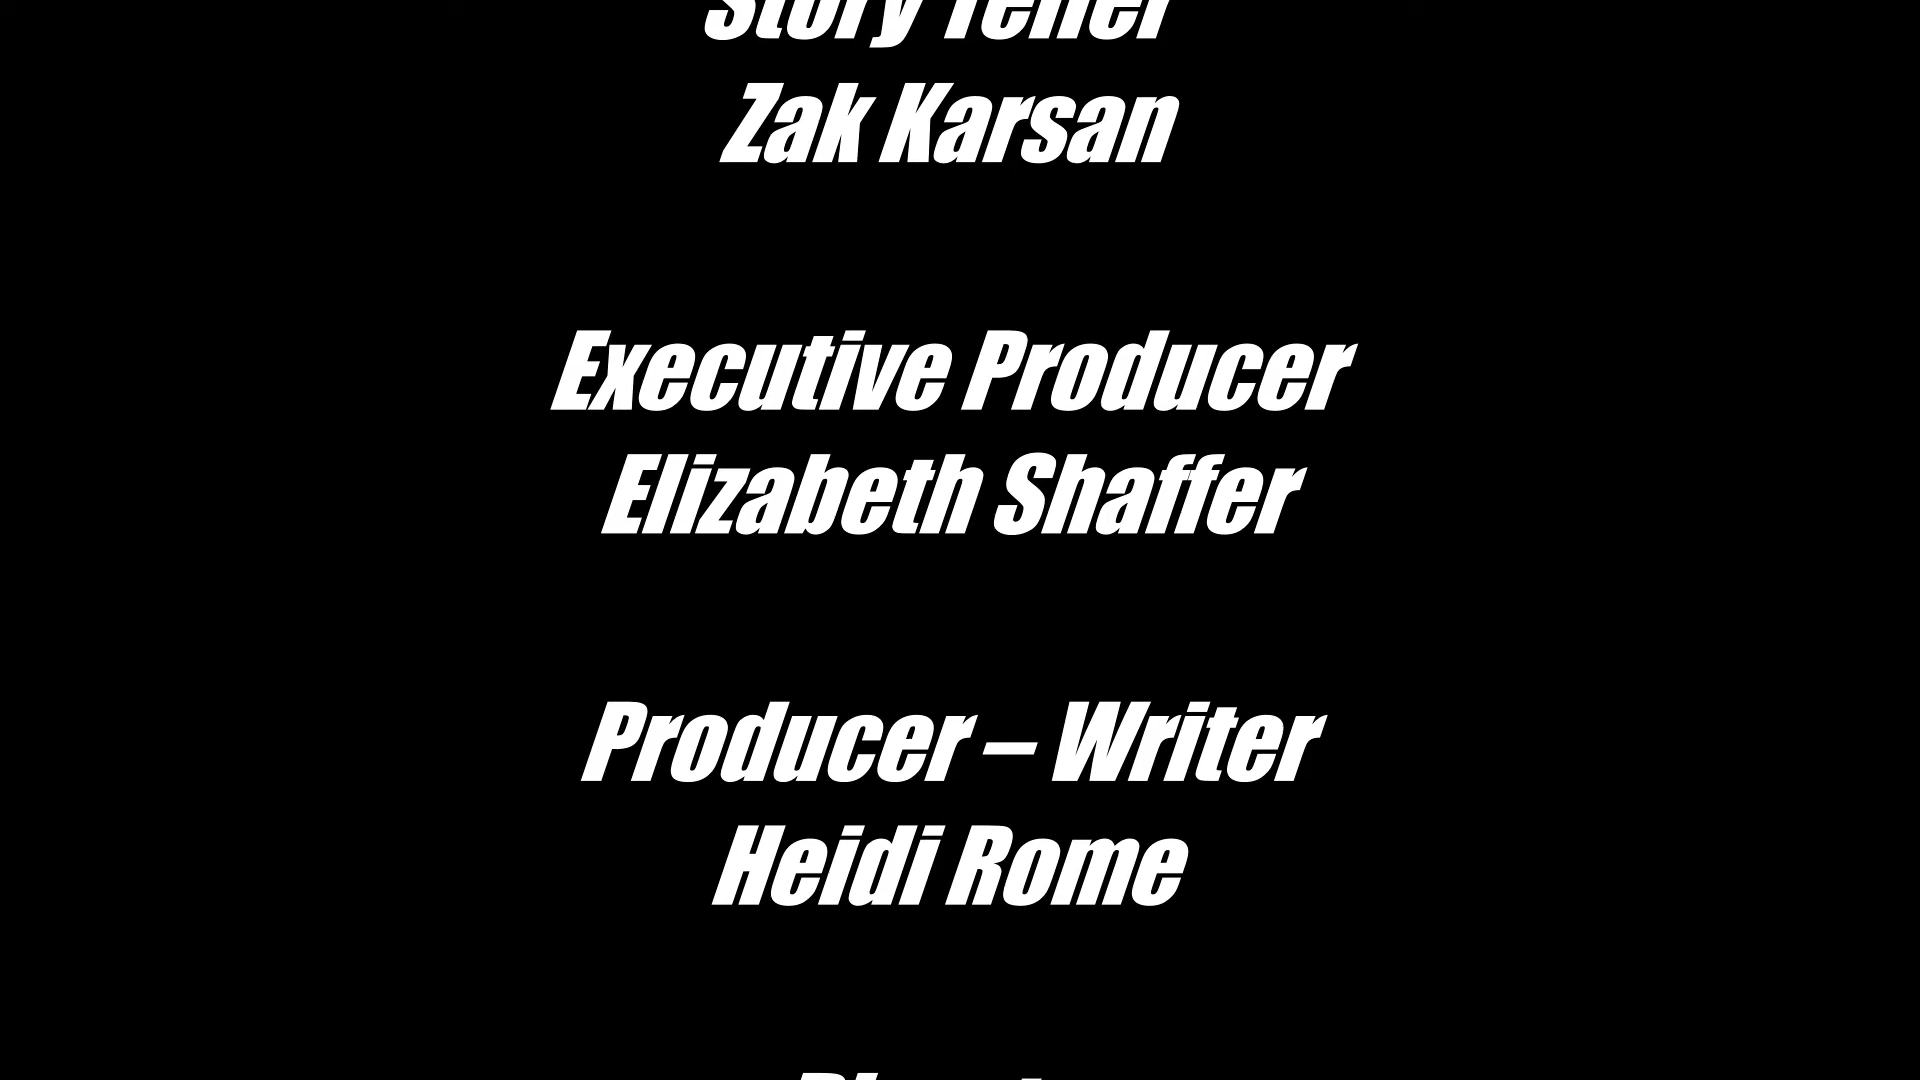 Story Teller
Zak Karsan
Executive Producer
Elizabeth Shaffer
Producer – Writer
Heidi Rome